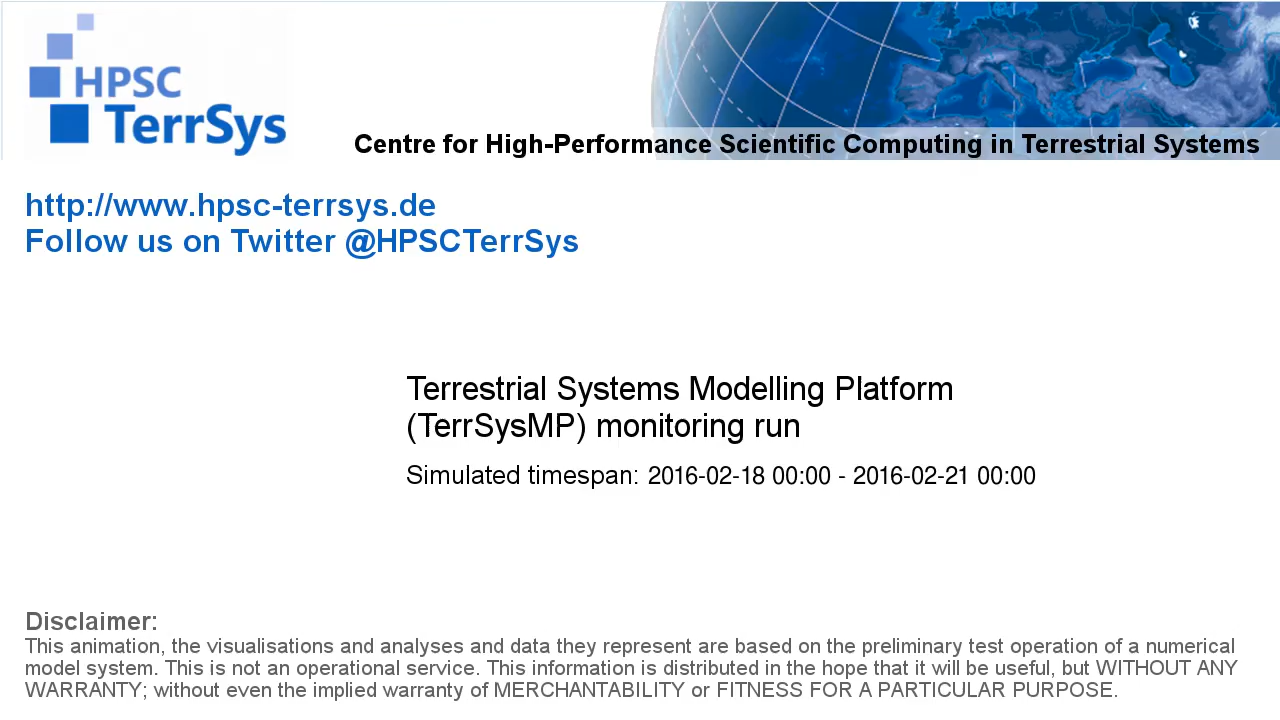 HPSC
TerrSys
Centre for High-Performance Scientific Computing in Terrestrial Systems
http://www.hpsc-terrsys.de
Follow us on Twitter @HPSCTerrSys
Terrestrial Systems Modelling Platform
(TerrSysMP) monitoring run
Simulated timespan: 2016-02-18 00:00 - 2016-02-21 00:00
Disclaimer:
This animation, the visualisations and analyses and data they represent are based on the preliminary test operation of a numerical
model system. This is not an operational service. This information is distributed in the hope that it will be useful, but WITHOUT ANY
WARRANTY; without even the implied warranty of MERCHANTABILITY or FITNESS FOR A PARTICULAR PURPOSE.